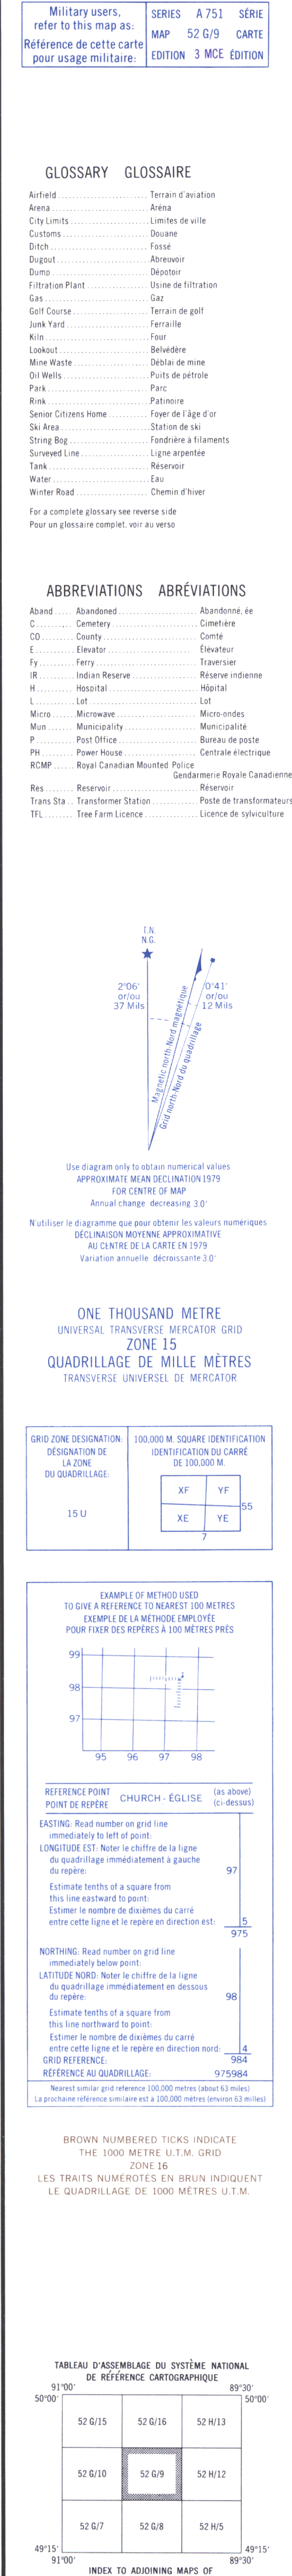 Military users,
refer to this map as:
Référence de cette carte
pour usage militaire:
SERIES A 751 SÉRIE
MAP 52 G/9 CARTE
EDITION 3 MCE ÉDITION
GLOSSARY GLOSSAIRE
Airfield Terrain d'aviation
Arena Aréna
City Limits Limites de ville
Customs Douane
Ditch Fossé
Dugout Abreuvoir
Dump Dépotoir
Filtration Plant Usine de filtration
Gas Gaz
Golf Course Terrain de golf
Junk Yard Ferraille
Kiln Four
Lookout Belvédère
Mine Waste Déblai de mine
Oil Wells Puits de pétrole
Park Parc
Rink Patinoire
Senior Citizens Home Foyer de l'âge d'or
Ski Area Station de ski
String Bog Fondrière à filaments
Surveyed Line Ligne arpentée
Tank Réservoir
Water Eau
Winter Road Chemin d'hiver
For a complete glossary see reverse side
Pour un glossaire complet, voir au verso
ABBREVIATIONS ABRÉVIATIONS
Aband Abandoned Abandonné, ée
C Cemetery Cimetière
CO County Comté
E Elevator Élévateur
Fy Ferry Traversier
IR Indian Reserve Réserve indienne
H Hospital Hôpital
L Lot Lot
Micro Microwave Micro-ondes
Mun Municipality Municipalité
P Post Office Bureau de poste
PH Power House Centrale électrique
RCMP Royal Canadian Mounted Police
Gendarmerie Royale Canadienne
Res Reservoir Réservoir
Trans Sta Transformer Station Poste de transformateurs
TFL Tree Farm Licence Licence de sylviculture
T.N.
N.G.
2°06'
or/ou
37 Mils
0°41'
or/ou
12 Mils
Magnetic north-Nord magnétique
Grid north-Nord du quadrillage
Use diagram only to obtain numerical values
APPROXIMATE MEAN DECLINATION 1979
FOR CENTRE OF MAP
Annual change decreasing 3.0'
N'utiliser le diagramme que pour obtenir les valeurs numériques
DÉCLINAISON MOYENNE APPROXIMATIVE
AU CENTRE DE LA CARTE EN 1979
Variation annuelle décroissante 3.0'
ONE THOUSAND METRE
UNIVERSAL TRANSVERSE MERCATOR GRID
ZONE 15
QUADRILLAGE DE MILLE MÈTRES
TRANSVERSE UNIVERSEL DE MERCATOR
GRID ZONE DESIGNATION:
DÉSIGNATION DE
LA ZONE
DU QUADRILLAGE:
15 U
100,000 M. SQUARE IDENTIFICATION
IDENTIFICATION DU CARRÉ
DE 100,000 M.
XF YF
55
XE YE
7
EXAMPLE OF METHOD USED
TO GIVE A REFERENCE TO NEAREST 100 METRES
EXEMPLE DE LA MÉTHODE EMPLOYÉE
POUR FIXER DES REPÈRES À 100 MÈTRES PRÈS
99
98
97
95 96 97 98
REFERENCE POINT
POINT DE REPÈRE
CHURCH - ÉGLISE
(as above)
(ci-dessus)
EASTING: Read number on grid line
immediately to left of point:
LONGITUDE EST: Noter le chiffre de la ligne
du quadrillage immédiatement à gauche
du repère: 97
Estimate tenths of a square from
this line eastward to point:
Estimer le nombre de dixièmes du carré
entre cette ligne et le repère en direction est: 5
975
NORTHING: Read number on grid line
immediately below point:
LATITUDE NORD: Noter le chiffre de la ligne
du quadrillage immédiatement en dessous
du repère: 98
Estimate tenths of a square from
this line northward to point:
Estimer le nombre de dixièmes du carré
entre cette ligne et le repère en direction nord: 4
GRID REFERENCE: 984
RÉFÉRENCE AU QUADRILLAGE: 975984
Nearest similar grid reference 100,000 metres (about 63 miles)
La prochaine référence similaire est à 100,000 mètres (environ 63 milles)
BROWN NUMBERED TICKS INDICATE
THE 1000 METRE U.T.M. GRID
ZONE 16
LES TRAITS NUMÉROTÉS EN BRUN INDIQUENT
LE QUADRILLAGE DE 1000 MÈTRES U.T.M.
TABLEAU D'ASSEMBLAGE DU SYSTÈME NATIONAL
DE RÉFÉRENCE CARTOGRAPHIQUE
91°00' 89°30'
50°00' 50°00'
52 G/15 52 G/16 52 H/13
52 G/10 52 G/9 52 H/12
52 G/7 52 G/8 52 H/5
49°15' 49°15'
91°00' 89°30'
INDEX TO ADJOINING MAPS OF